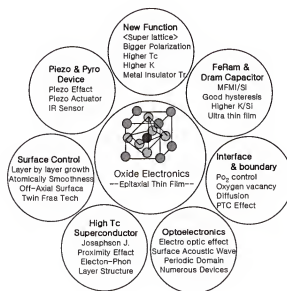 New Function
<Super lattice>
Bigger Polarization
Higher Tc
Higher K
Metal Insulator Tr.
Piezo & Pyro
Device
Piezo Effect
Piezo Actuator
IR Sensor
FeRam &
Dram Capacitor
MFMI/SI
Good hysteresis
Higher K/Si
Ultra thin film
Oxide Electronics
--Epitaxial Thin Film--
Surface Control
Layer by layer growth
Atomically Smoothness
Off-Axial Surface
Twin Fraa Tech
Interface
& boundary
Po₂ control
Oxygen vacancy
Diffusion
PTC Effect
High Tc
Superconductor
Josaphson J.
Proximity Effect
Electon-Phon
Layer Structure
Optoelectronics
Electro optic effect
Surface Acoustic Wave
Periodic Domain
Numerous Devices